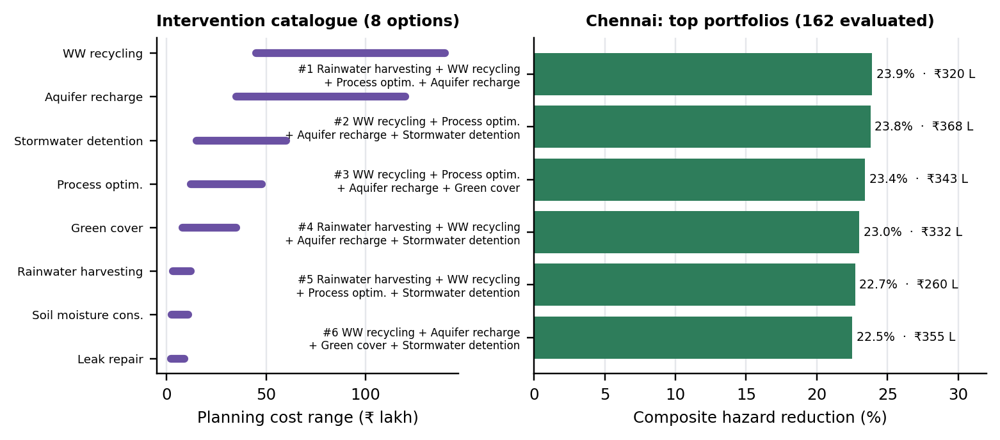 Intervention catalogue (8 options)
WW recycling
Aquifer recharge
Stormwater detention
Process optim.
Green cover
Rainwater harvesting
Soil moisture cons.
Leak repair
0
50
100
Planning cost range (₹ lakh)
Chennai: top portfolios (162 evaluated)
#1 Rainwater harvesting + WW recycling
+ Process optim. + Aquifer recharge
23.9% · ₹320 L
#2 WW recycling + Process optim.
+ Aquifer recharge + Stormwater detention
23.8% · ₹368 L
#3 WW recycling + Process optim.
+ Aquifer recharge + Green cover
23.4% · ₹343 L
#4 Rainwater harvesting + WW recycling
+ Aquifer recharge + Stormwater detention
23.0% · ₹332 L
#5 Rainwater harvesting + WW recycling
+ Process optim. + Stormwater detention
22.7% · ₹260 L
#6 WW recycling + Aquifer recharge
+ Green cover + Stormwater detention
22.5% · ₹355 L
0
5
10
15
20
25
30
Composite hazard reduction (%)